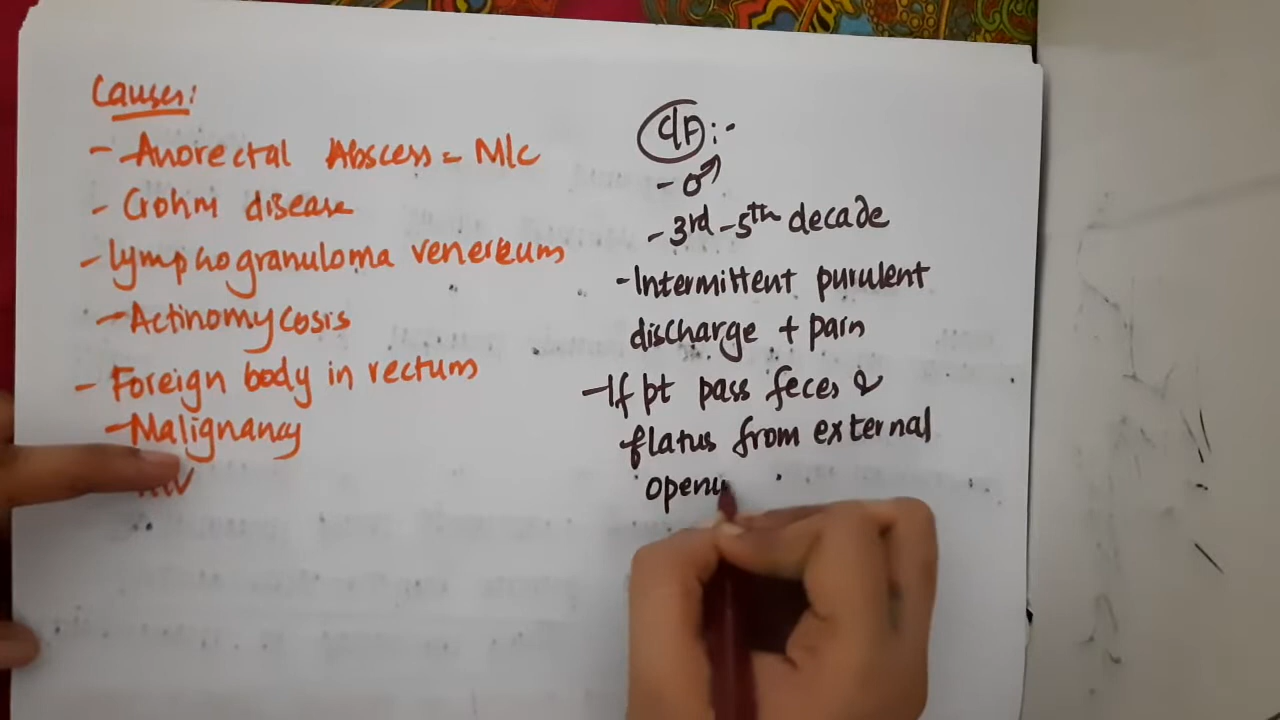 Causes:
- Anorectal Abscess = M/c
- Crohn disease
- lymphogranuloma venereum
- Actinomycosis
- Foreign body in rectum
- Malignancy
C/F :-
- ♂
- 3rd - 5th decade
- Intermittent purulent
discharge + pain
- If pt pass feces &
flatus from external